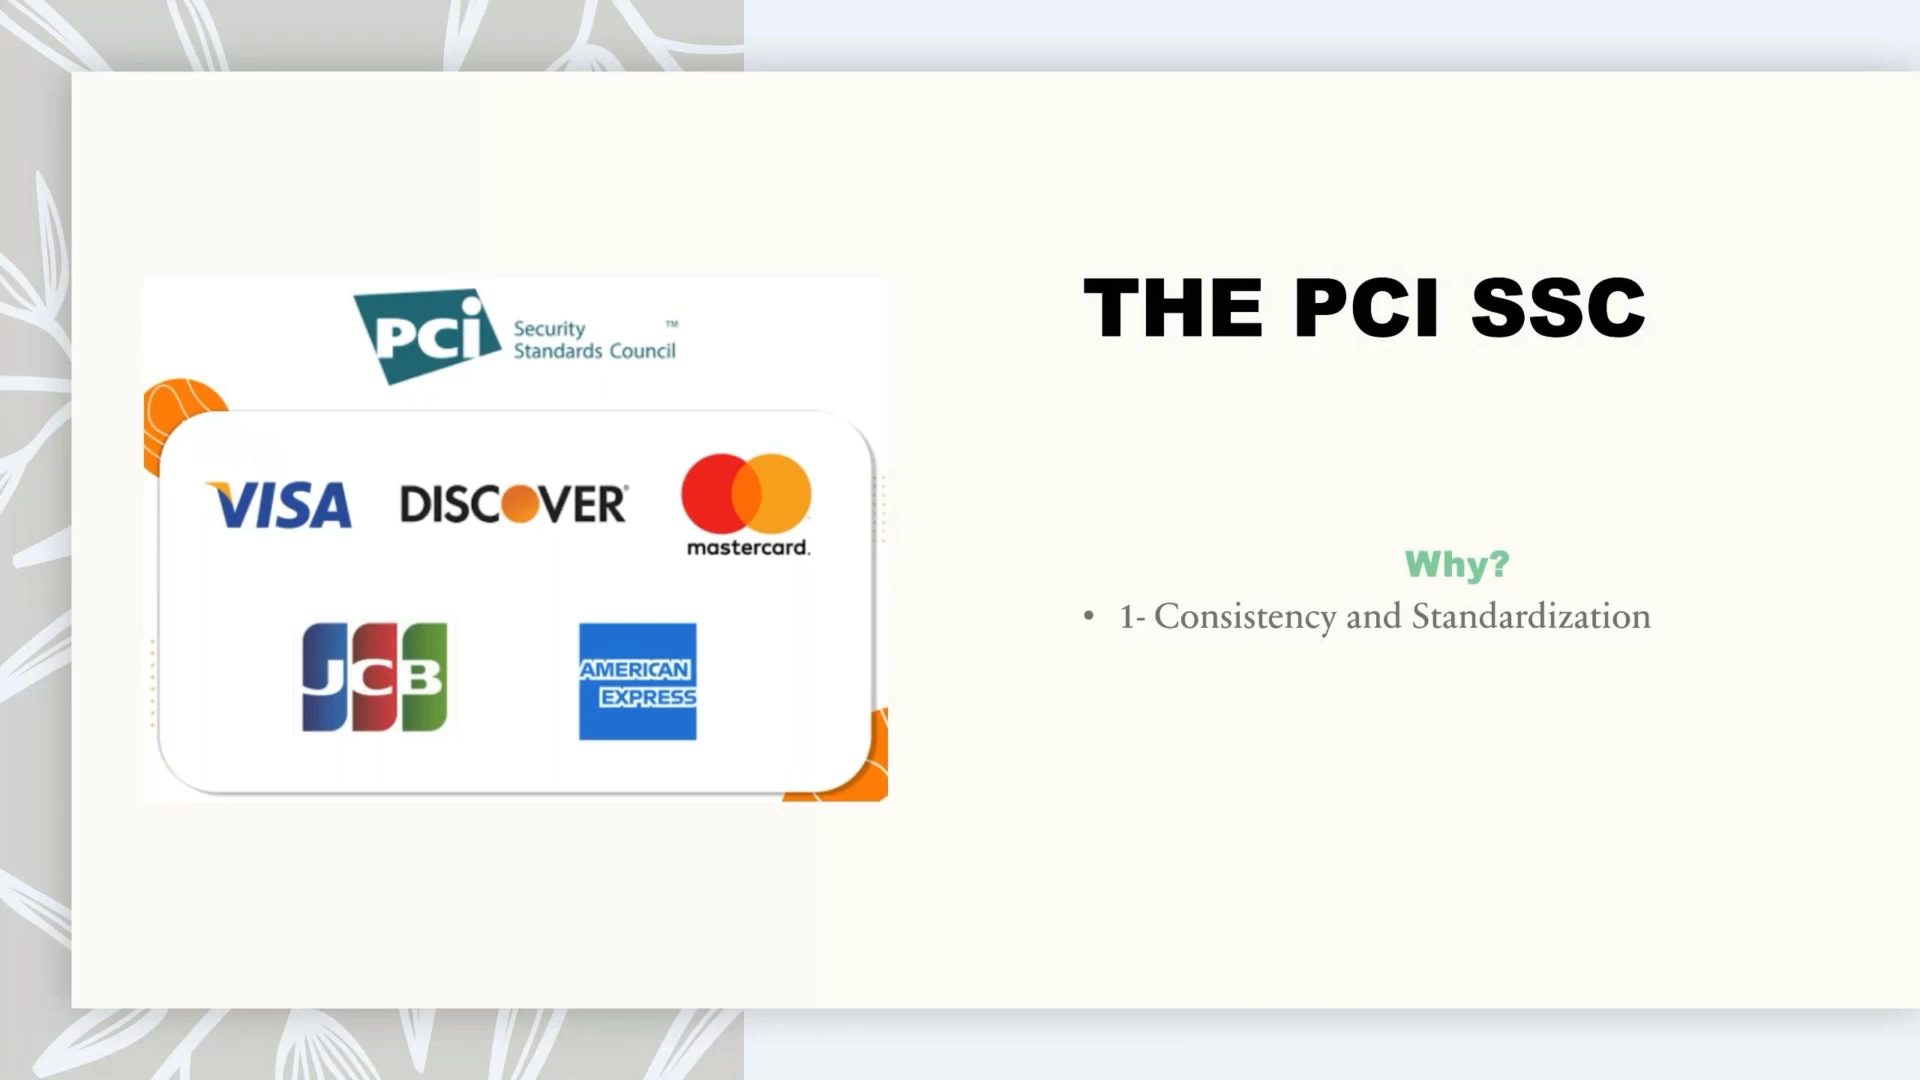 PCi Security ™
Standards Council
VISA DISCOVER®
mastercard.
JCB
AMERICAN
EXPRESS
THE PCI SSC
Why?
• 1- Consistency and Standardization